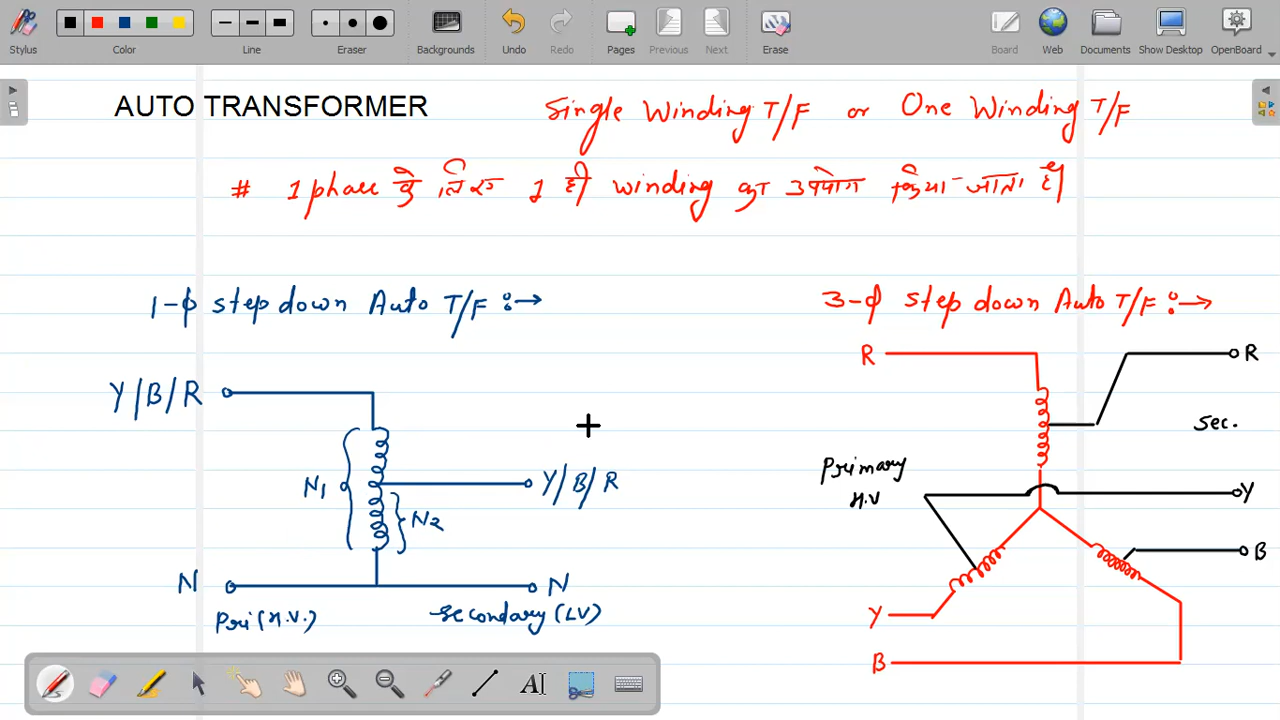 Stylus Color Line Eraser Backgrounds Undo Redo Pages Previous Next Erase Board Web Documents Show Desktop OpenBoard
AUTO TRANSFORMER Single Winding T/F or One Winding T/F
# 1 phase के लिए 1 ही winding का उपयोग किया जाता है
1-ϕ step down Auto T/F :→
Y/B/R
N1
N2
Y/B/R
N
N
Pri(H.V.)
secondary (LV)
3-ϕ step down Auto T/F :→
R
R
Sec.
Primary
H.V
Y
B
Y
B